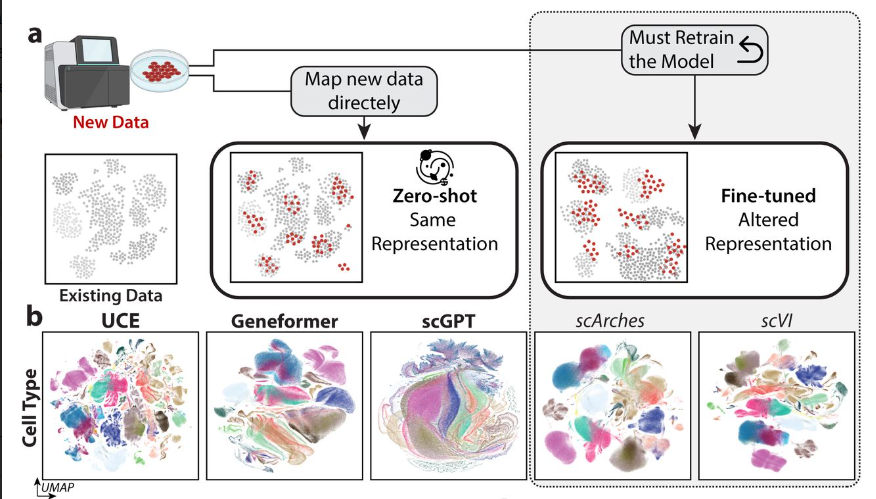 a
New Data
Map new data
directely
Must Retrain
the Model
Existing Data
Zero-shot
Same
Representation
Fine-tuned
Altered
Representation
b
UCE
Geneformer
scGPT
scArches
scVI
Cell Type
UMAP